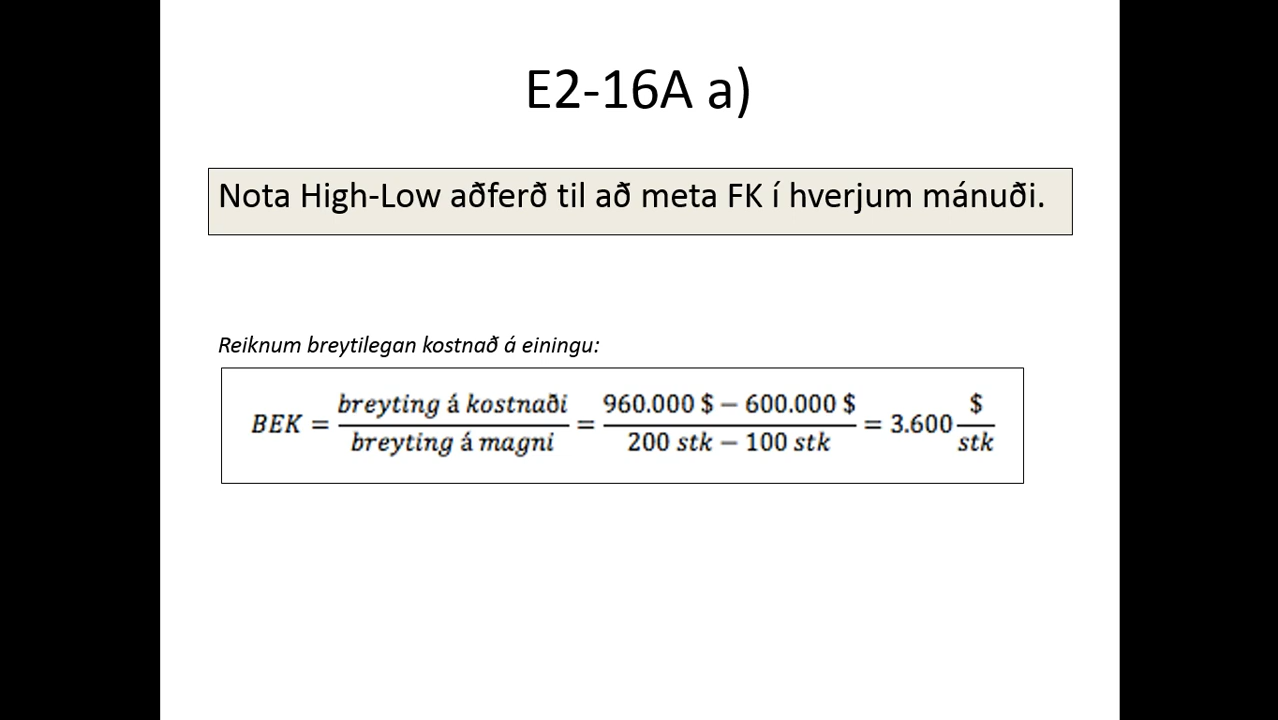 E2-16A a)
Nota High-Low aðferð til að meta FK í hverjum mánuði.
Reiknum breytilegan kostnað á einingu:
BEK = breyting á kostnaði / breyting á magni = 960.000 $ − 600.000 $ / 200 stk − 100 stk = 3.600 $ / stk